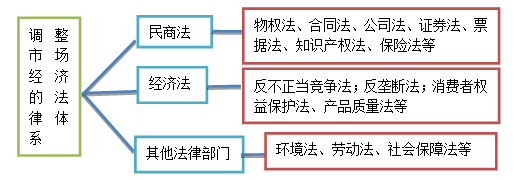 调整
市场
经济
的法
律体
系
民商法
物权法、合同法、公司法、证券法、票
据法、知识产权法、保险法等
经济法
反不正当竞争法；反垄断法；消费者权
益保护法、产品质量法等
其他法律部门
环境法、劳动法、社会保障法等